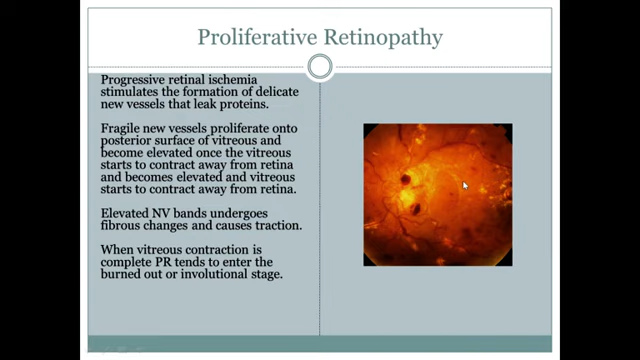 Proliferative Retinopathy
Progressive retinal ischemia
stimulates the formation of delicate
new vessels that leak proteins.
Fragile new vessels proliferate onto
posterior surface of vitreous and
become elevated once the vitreous
starts to contract away from retina
and becomes elevated and vitreous
starts to contract away from retina.
Elevated NV bands undergoes
fibrous changes and causes traction.
When vitreous contraction is
complete PR tends to enter the
burned out or involutional stage.